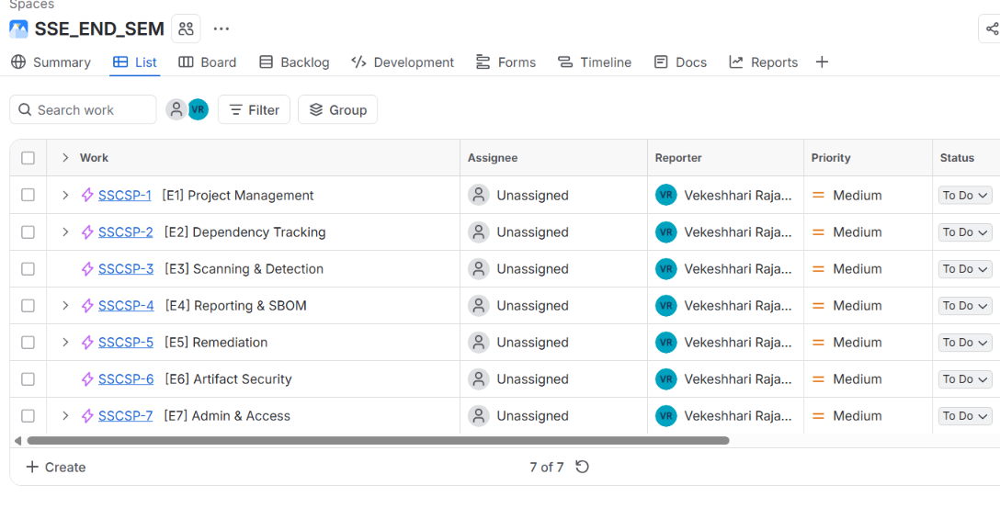 Spaces
SSE_END_SEM
Summary List Board Backlog Development Forms Timeline Docs Reports
Search work VR Filter Group
Work Assignee Reporter Priority Status
SSCSP-1 [E1] Project Management Unassigned VR Vekeshhari Raja... Medium To Do
SSCSP-2 [E2] Dependency Tracking Unassigned VR Vekeshhari Raja... Medium To Do
SSCSP-3 [E3] Scanning & Detection Unassigned VR Vekeshhari Raja... Medium To Do
SSCSP-4 [E4] Reporting & SBOM Unassigned VR Vekeshhari Raja... Medium To Do
SSCSP-5 [E5] Remediation Unassigned VR Vekeshhari Raja... Medium To Do
SSCSP-6 [E6] Artifact Security Unassigned VR Vekeshhari Raja... Medium To Do
SSCSP-7 [E7] Admin & Access Unassigned VR Vekeshhari Raja... Medium To Do
+ Create 7 of 7